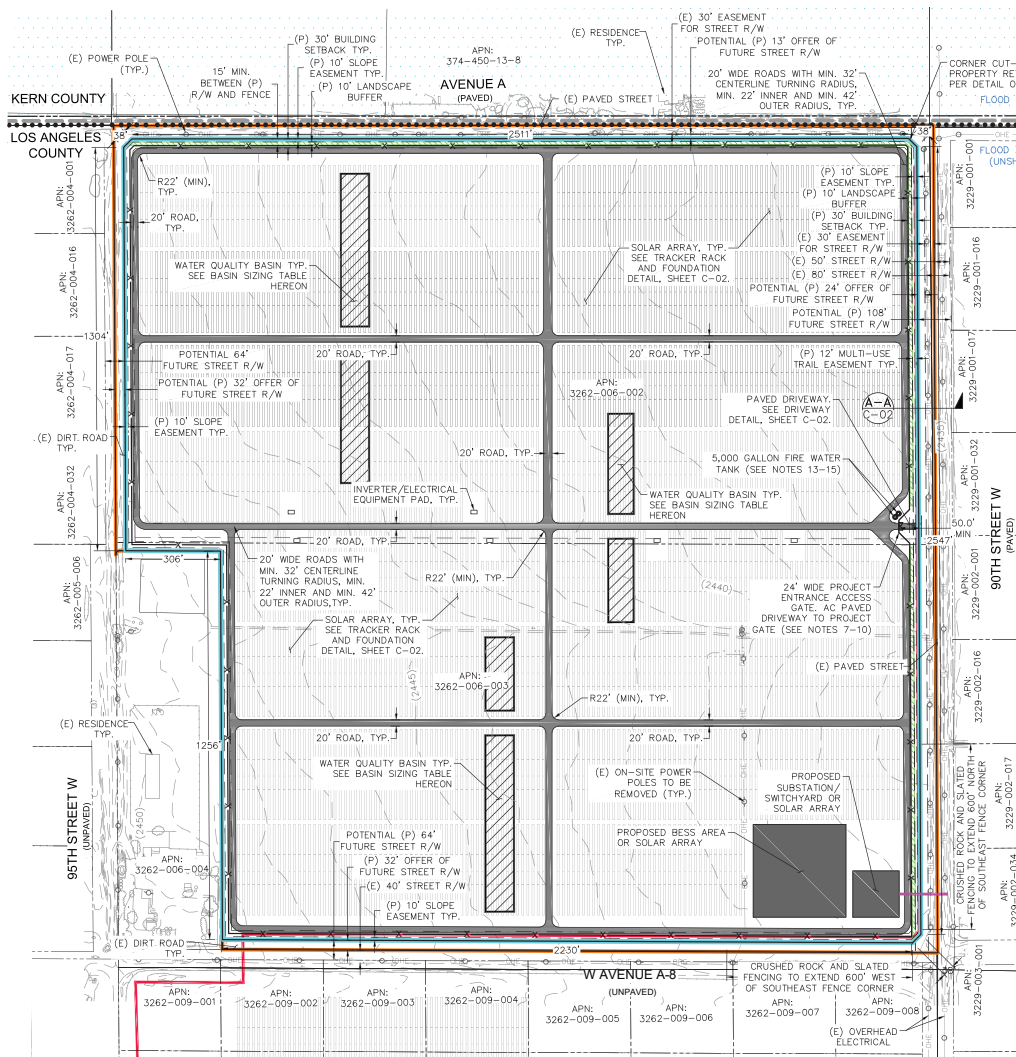 (E) 30' EASEMENT
FOR STREET R/W
(P) 30' BUILDING
SETBACK TYP.
(E) RESIDENCE
TYP.
POTENTIAL (P) 13' OFFER OF
FUTURE STREET R/W
(E) POWER POLE
(TYP.)
(P) 10' SLOPE
EASEMENT TYP.
APN:
374-450-13-8
15' MIN.
BETWEEN (P)
R/W AND FENCE
(P) 10' LANDSCAPE
BUFFER
AVENUE A
(PAVED)
20' WIDE ROADS WITH MIN. 32'
CENTERLINE TURNING RADIUS,
MIN. 22' INNER AND MIN. 42'
OUTER RADIUS, TYP.
CORNER CUT-
PROPERTY RE
PER DETAIL O
KERN COUNTY
(E) PAVED STREET
FLOOD
LOS ANGELES
COUNTY
38'
2511'
38'
OHE
FLOOD
(UNSH
APN:
3262-004-001
R22' (MIN),
TYP.
(P) 10' SLOPE
EASEMENT TYP.
(P) 10' LANDSCAPE
BUFFER
APN:
3229-001-001
20' ROAD,
TYP.
(P) 30' BUILDING
SETBACK TYP.
(E) 30' EASEMENT
FOR STREET R/W
(E) 50' STREET R/W
(E) 80' STREET R/W
APN:
3262-004-016
WATER QUALITY BASIN TYP.
SEE BASIN SIZING TABLE
HEREON
SOLAR ARRAY, TYP.
SEE TRACKER RACK
AND FOUNDATION
DETAIL, SHEET C-02.
APN:
3229-001-016
POTENTIAL (P) 24' OFFER OF
FUTURE STREET R/W
POTENTIAL (P) 108'
FUTURE STREET R/W
1304'
POTENTIAL 64'
FUTURE STREET R/W
20' ROAD, TYP.
20' ROAD, TYP.
(P) 12' MULTI-USE
TRAIL EASEMENT TYP.
APN:
3262-004-017
POTENTIAL (P) 32' OFFER OF
FUTURE STREET R/W
APN:
3262-006-002
APN:
3229-001-017
PAVED DRIVEWAY.
SEE DRIVEWAY
DETAIL, SHEET C-02.
A-A
C-02
(P) 10' SLOPE
EASEMENT TYP.
(2435)
(E) DIRT ROAD
TYP.
20' ROAD, TYP.
5,000 GALLON FIRE WATER
TANK (SEE NOTES 13-15)
APN:
3262-004-032
INVERTER/ELECTRICAL
EQUIPMENT PAD, TYP.
WATER QUALITY BASIN TYP.
SEE BASIN SIZING TABLE
HEREON
APN:
3229-001-032
50.0'
MIN
2547'
20' ROAD, TYP.
90TH STREET W
(PAVED)
306'
20' WIDE ROADS WITH
MIN. 32' CENTERLINE
TURNING RADIUS, MIN.
22' INNER AND MIN. 42'
OUTER RADIUS,TYP.
R22' (MIN), TYP.
(2440)
24' WIDE PROJECT
ENTRANCE ACCESS
GATE. AC PAVED
DRIVEWAY TO PROJECT
GATE (SEE NOTES 7-10)
APN:
3262-005-006
APN:
3229-002-001
SOLAR ARRAY, TYP.
SEE TRACKER RACK
AND FOUNDATION
DETAIL, SHEET C-02.
(E) PAVED STREET
APN:
3262-006-003
(2445)
APN:
3229-002-016
R22' (MIN), TYP.
(E) RESIDENCE
TYP.
1256'
20' ROAD, TYP.
20' ROAD, TYP.
OHE
WATER QUALITY BASIN TYP.
SEE BASIN SIZING TABLE
HEREON
(E) ON-SITE POWER
POLES TO BE
REMOVED (TYP.)
PROPOSED
SUBSTATION/
SWITCHYARD OR
SOLAR ARRAY
APN:
3229-002-017
95TH STREET W
(UNPAVED)
(2450)
PROPOSED BESS AREA
OR SOLAR ARRAY
CRUSHED ROCK AND SLATED
FENCING TO EXTEND 600' NORTH
OF SOUTHEAST FENCE CORNER
POTENTIAL (P) 64'
FUTURE STREET R/W
(P) 32' OFFER OF
FUTURE STREET R/W
(E) 40' STREET R/W
(P) 10' SLOPE
EASEMENT TYP.
APN:
3262-006-004
APN:
3229-002-034
(E) DIRT ROAD
TYP.
2230'
W AVENUE A-8
(UNPAVED)
CRUSHED ROCK AND SLATED
FENCING TO EXTEND 600' WEST
OF SOUTHEAST FENCE CORNER
APN:
3229-003-001
APN:
3262-009-001
APN:
3262-009-002
APN:
3262-009-003
APN:
3262-009-004
APN:
3262-009-005
APN:
3262-009-006
APN:
3262-009-007
APN:
3262-009-008
(E) OVERHEAD
ELECTRICAL